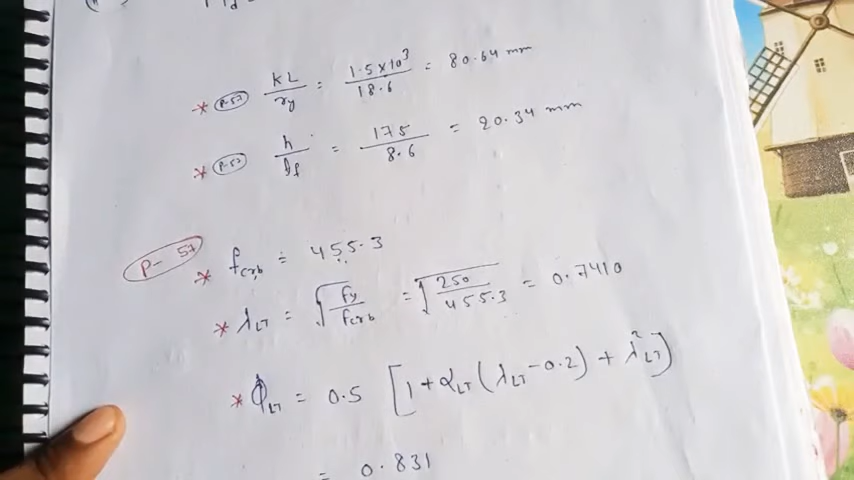 * P-57 KL/ry = 1.5×10³/18.6 = 80.64 mm
* P-57 h/tf = 175/8.6 = 20.34 mm
P-57
* fcr,b = 455.3
* λLT = √(fy/fcrb) = √(250/455.3) = 0.7410
* ϕLT = 0.5 [1+αLT(λLT-0.2) + λ²LT]
= 0.831